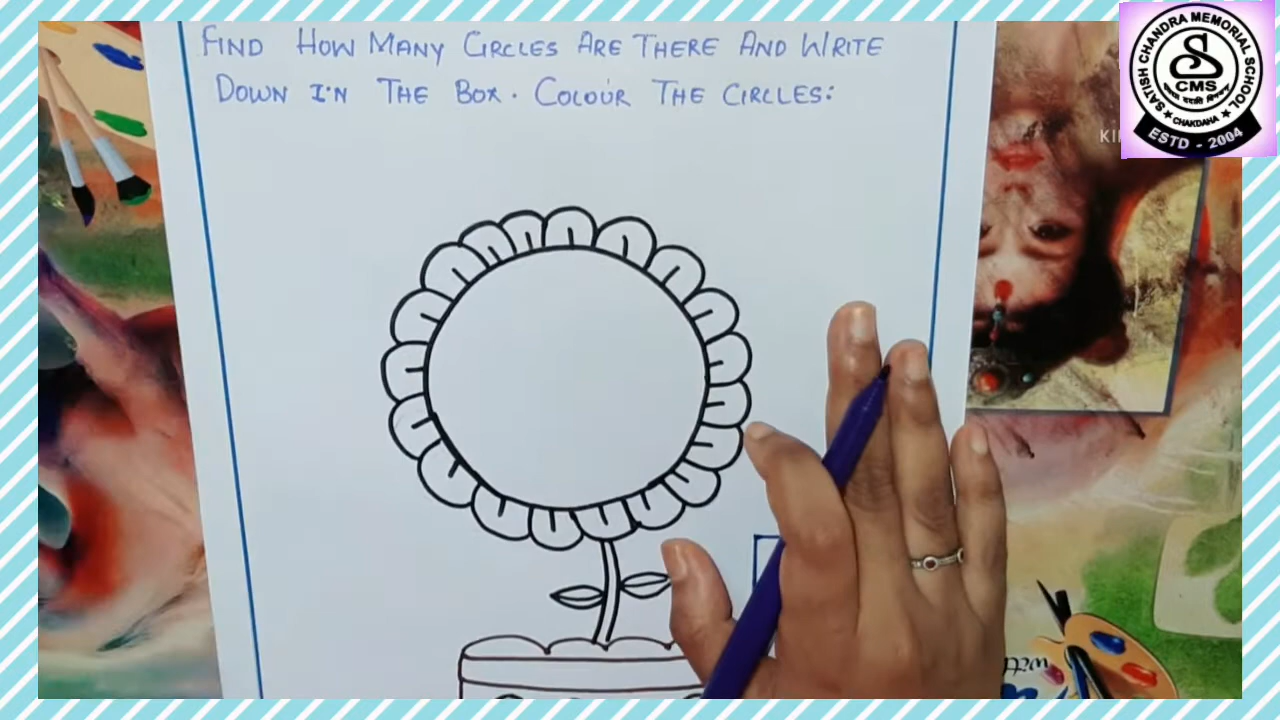 FIND HOW MANY CIRCLES ARE THERE AND WRITE
DOWN IN THE BOX. COLOUR THE CIRCLES:
SATISH CHANDRA MEMORIAL SCHOOL
CMS
CHAKDAHA
ESTD - 2004